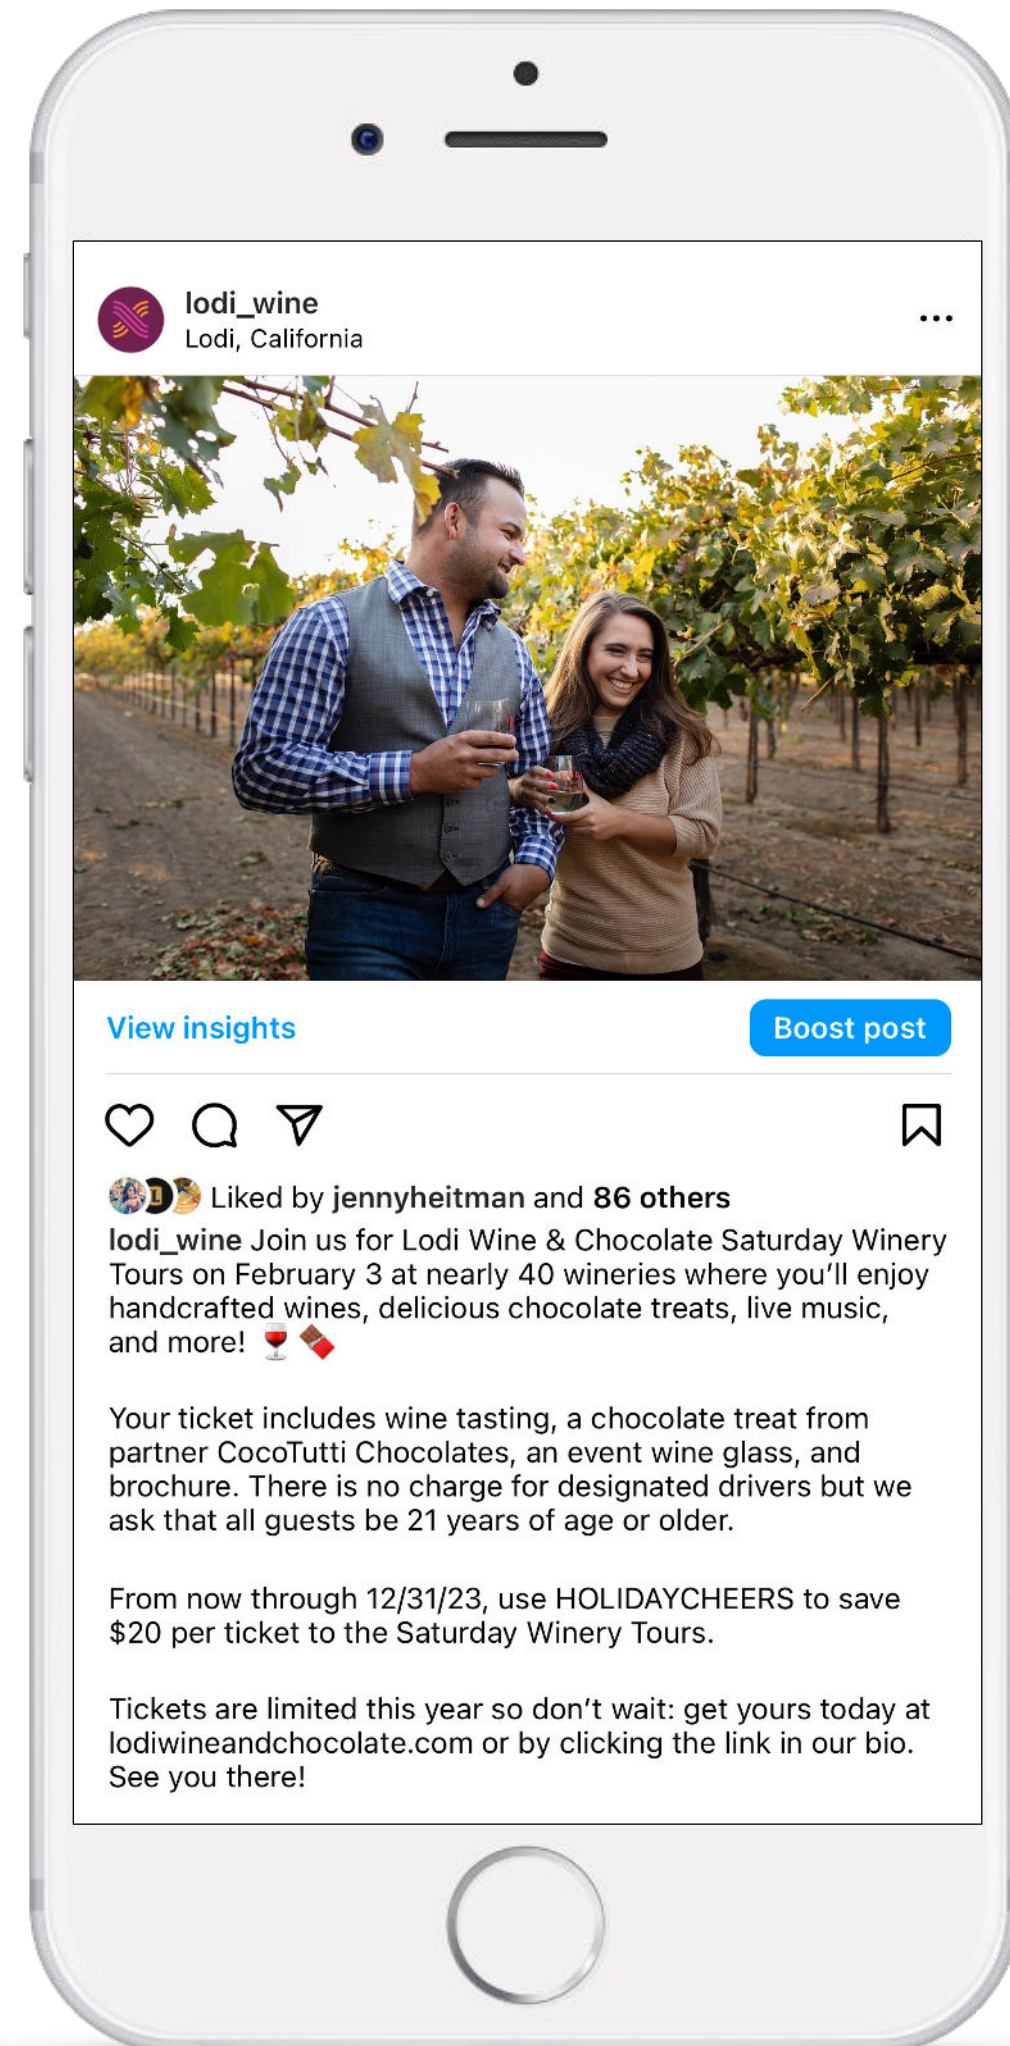 lodi_wine
Lodi, California
View insights
Boost post
Liked by jennyheitman and 86 others
lodi_wine Join us for Lodi Wine & Chocolate Saturday Winery
Tours on February 3 at nearly 40 wineries where you’ll enjoy
handcrafted wines, delicious chocolate treats, live music,
and more! 🍷🍫
Your ticket includes wine tasting, a chocolate treat from
partner CocoTutti Chocolates, an event wine glass, and
brochure. There is no charge for designated drivers but we
ask that all guests be 21 years of age or older.
From now through 12/31/23, use HOLIDAYCHEERS to save
$20 per ticket to the Saturday Winery Tours.
Tickets are limited this year so don’t wait: get yours today at
lodiwineandchocolate.com or by clicking the link in our bio.
See you there!